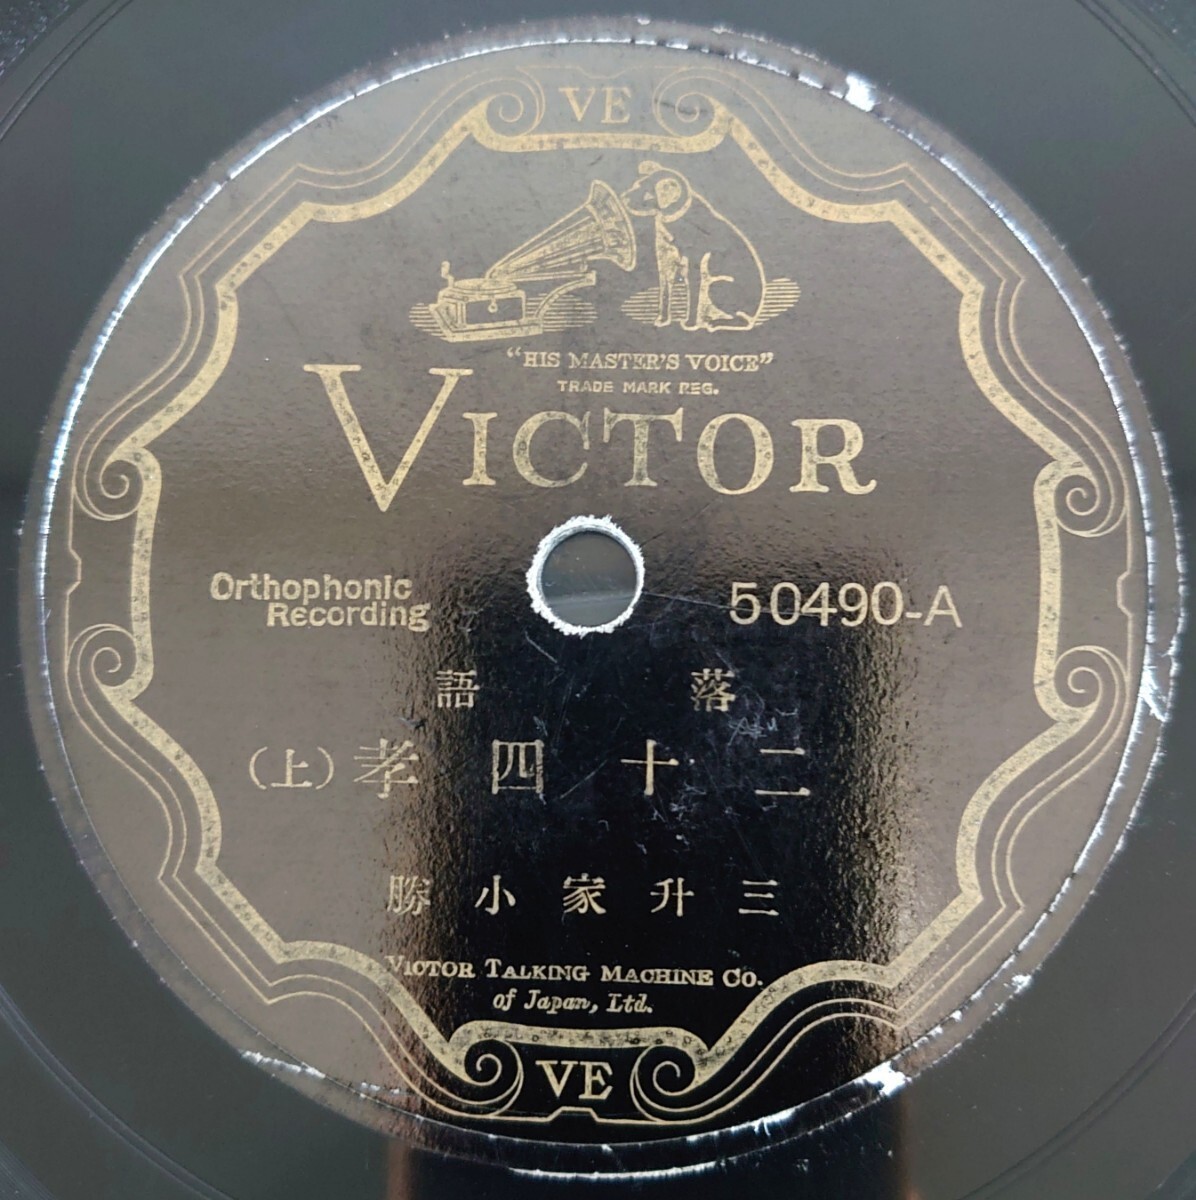 VE
"HIS MASTER'S VOICE"
TRADE MARK REG.
VICTOR
Orthophonic
Recording
50490-A
落語
二十四孝(上)
三升家小勝
VICTOR TALKING MACHINE CO.
of Japan, Ltd.
VE